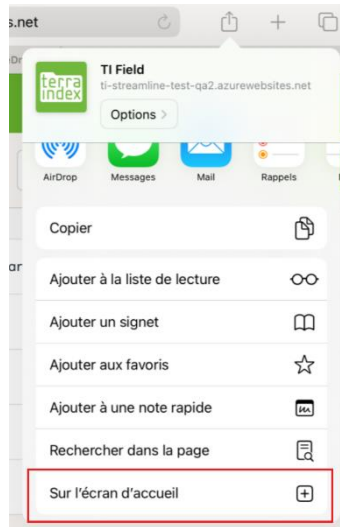 s.net
TI Field
ti-streamline-test-qa2.azurewebsites.net
terra
index
Options >
AirDrop
Messages
Mail
Rappels
Copier
Ajouter à la liste de lecture
Ajouter un signet
Ajouter aux favoris
Ajouter à une note rapide
Rechercher dans la page
Sur l'écran d'accueil